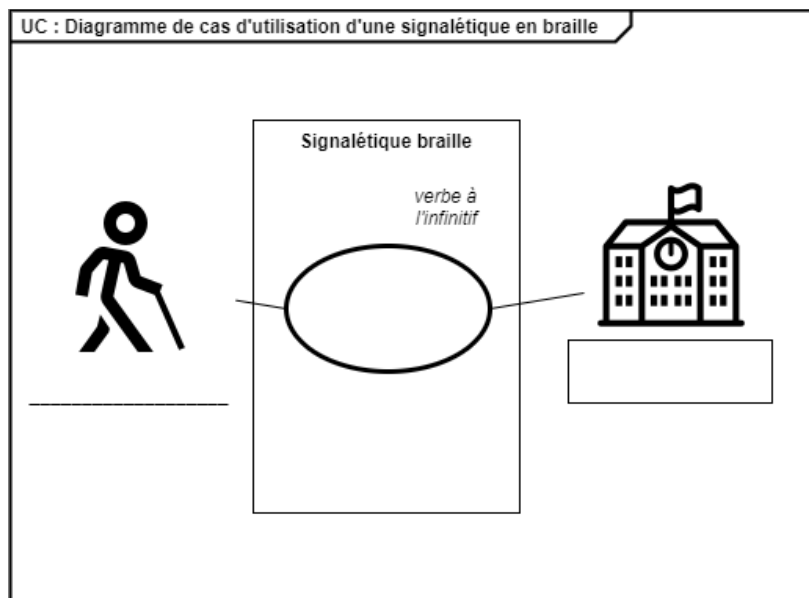 UC : Diagramme de cas d'utilisation d'une signalétique en braille
Signalétique braille
verbe à
l'infinitif